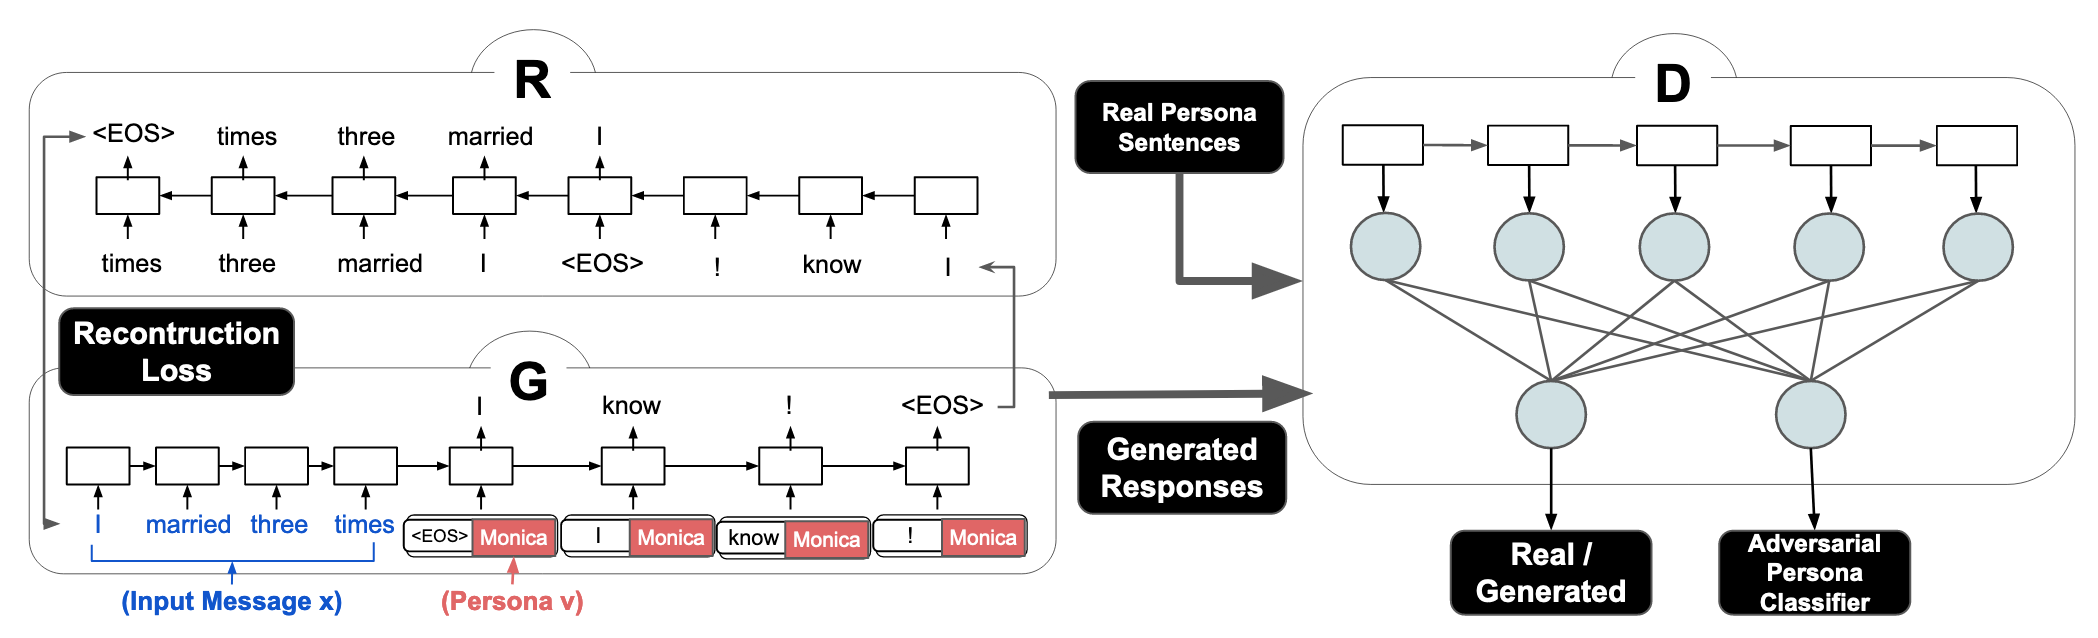 R
<EOS> times three married I
times three married I <EOS> ! know I
Recontruction
Loss
G
I know ! <EOS>
I married three times <EOS> Monica I Monica know Monica ! Monica
(Input Message x) (Persona v)
Real Persona
Sentences
Generated
Responses
D
Real /
Generated
Adversarial
Persona
Classifier